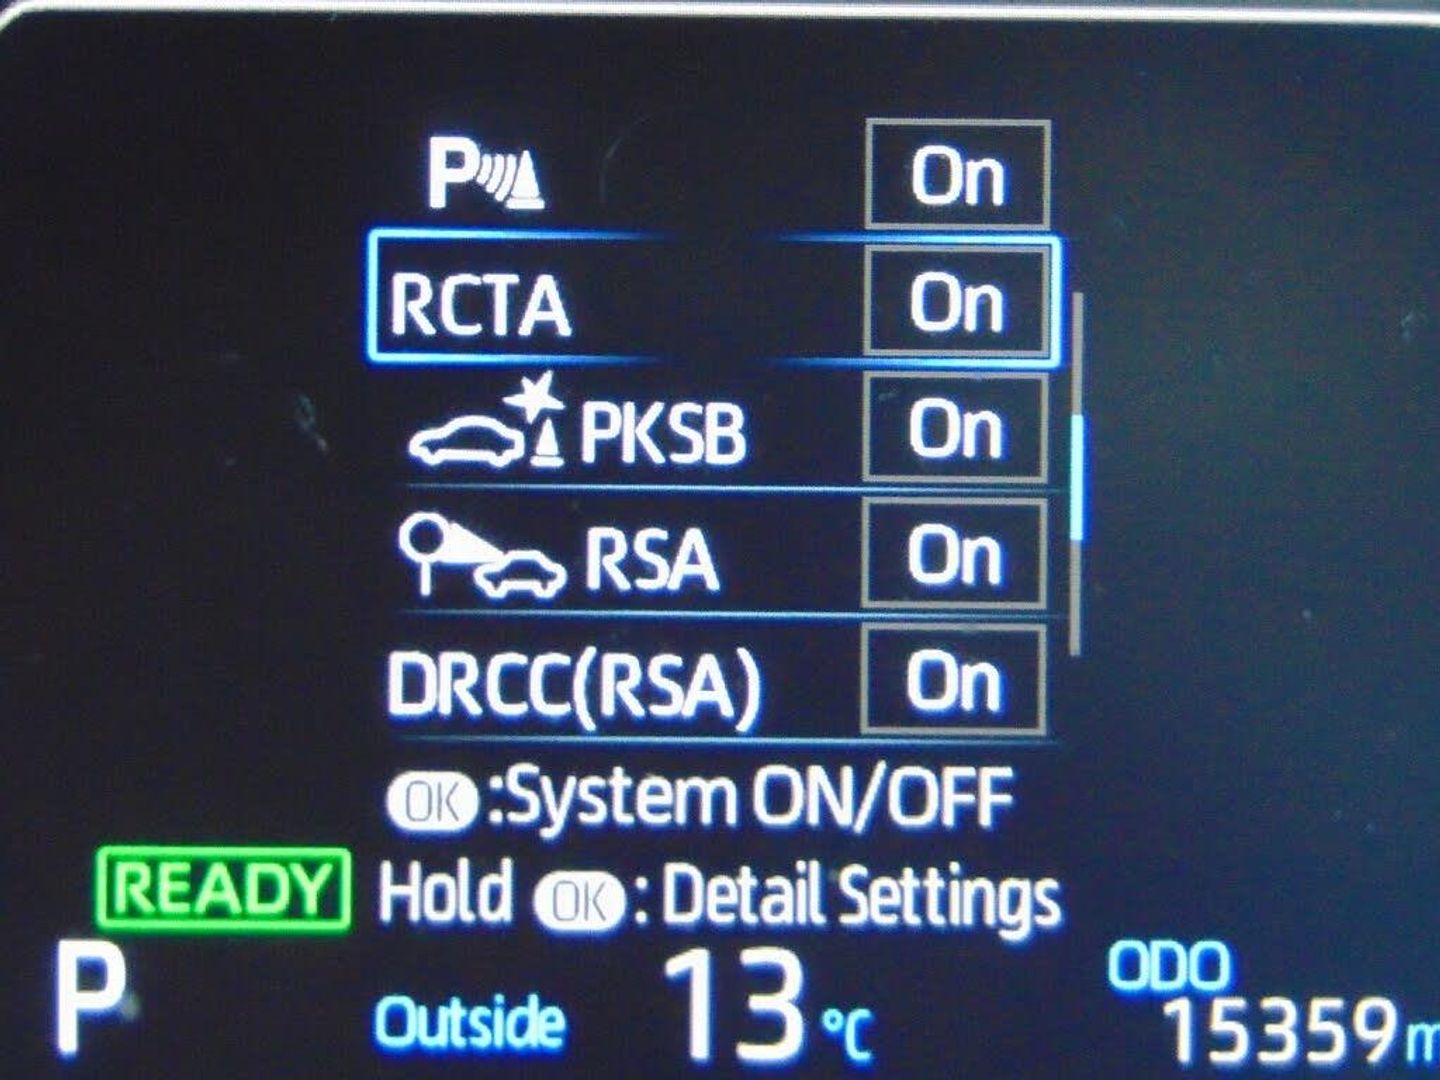 P On
RCTA On
PKSB On
RSA On
DRCC(RSA) On
OK :System ON/OFF
READY Hold OK : Detail Settings
P Outside 13 °C ODO 15359